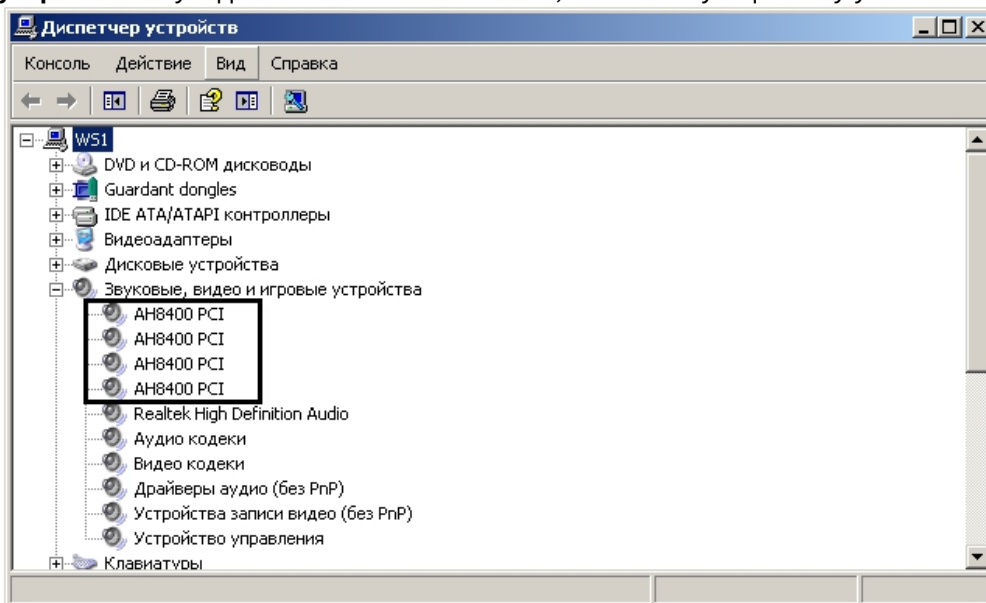 Диспетчер устройств
Консоль Действие Вид Справка
WS1
DVD и CD-ROM дисководы
Guardant dongles
IDE ATA/ATAPI контроллеры
Видеоадаптеры
Дисковые устройства
Звуковые, видео и игровые устройства
AH8400 PCI
AH8400 PCI
AH8400 PCI
AH8400 PCI
Realtek High Definition Audio
Аудио кодеки
Видео кодеки
Драйверы аудио (без PnP)
Устройства записи видео (без PnP)
Устройство управления
Клавиатуры